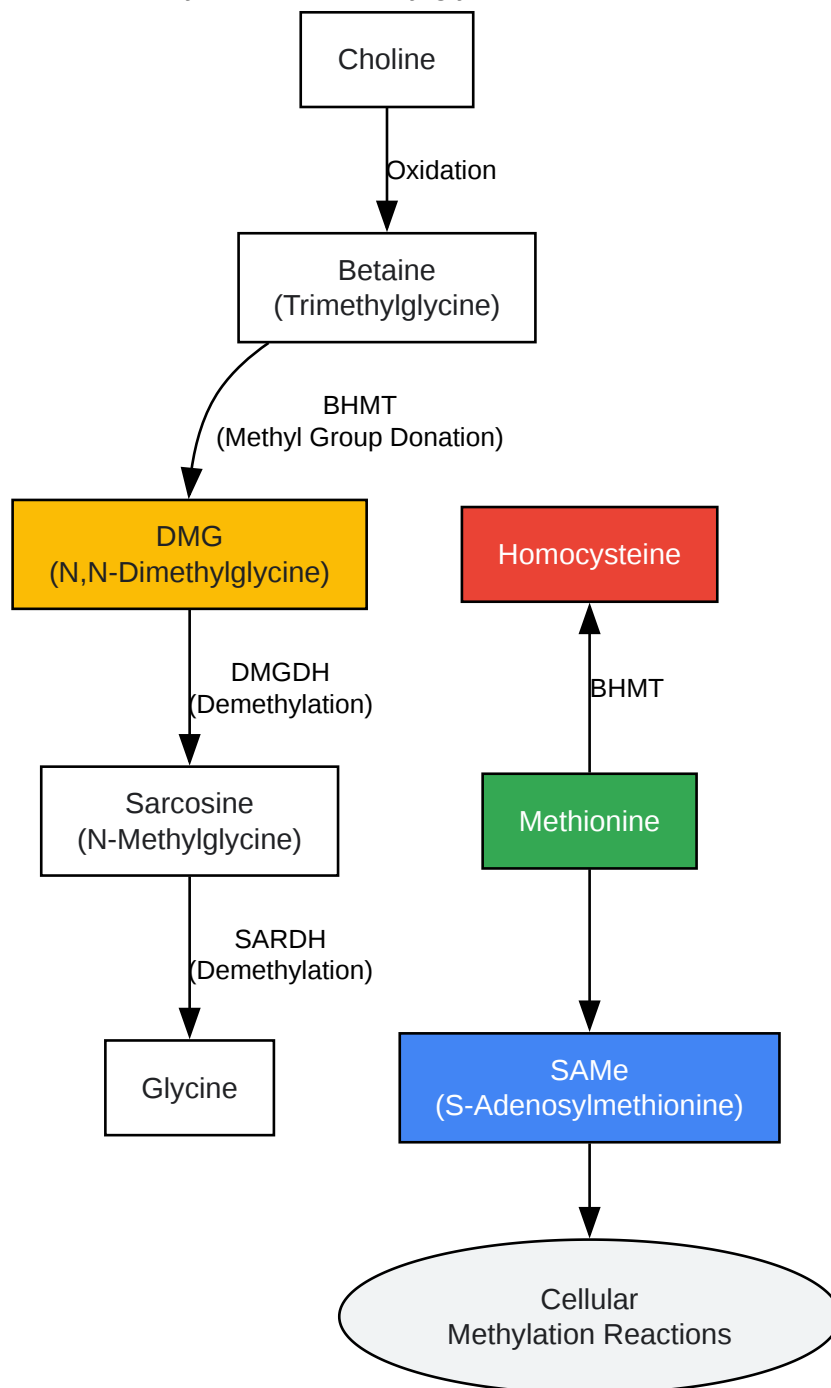 Choline
Oxidation
Betaine
(Trimethylglycine)
BHMT
(Methyl Group Donation)
DMG
(N,N-Dimethylglycine)
Homocysteine
DMGDH
(Demethylation)
BHMT
Sarcosine
(N-Methylglycine)
Methionine
SARDH
(Demethylation)
Glycine
SAMe
(S-Adenosylmethionine)
Cellular
Methylation Reactions